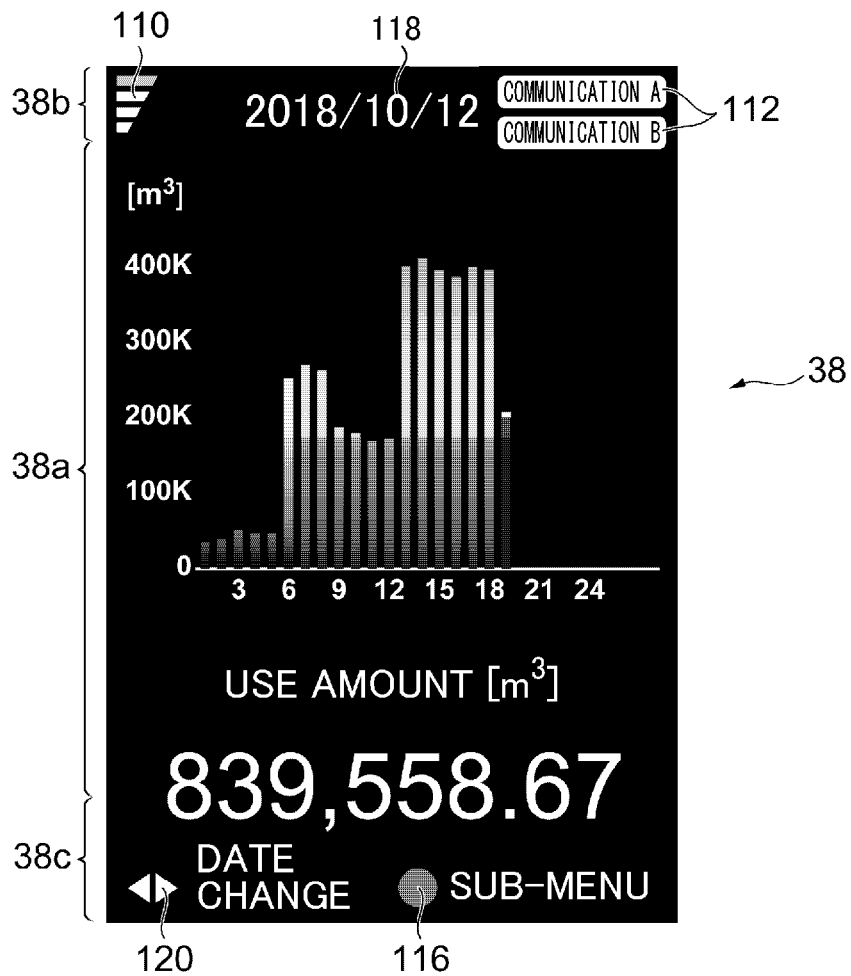 110 118
38b 2018/10/12 COMMUNICATION A 112
COMMUNICATION B
[m³]
400K
300K
38
200K
38a
100K
0
3 6 9 12 15 18 21 24
USE AMOUNT [m³]
839,558.67
38c DATE
CHANGE SUB-MENU
120 116